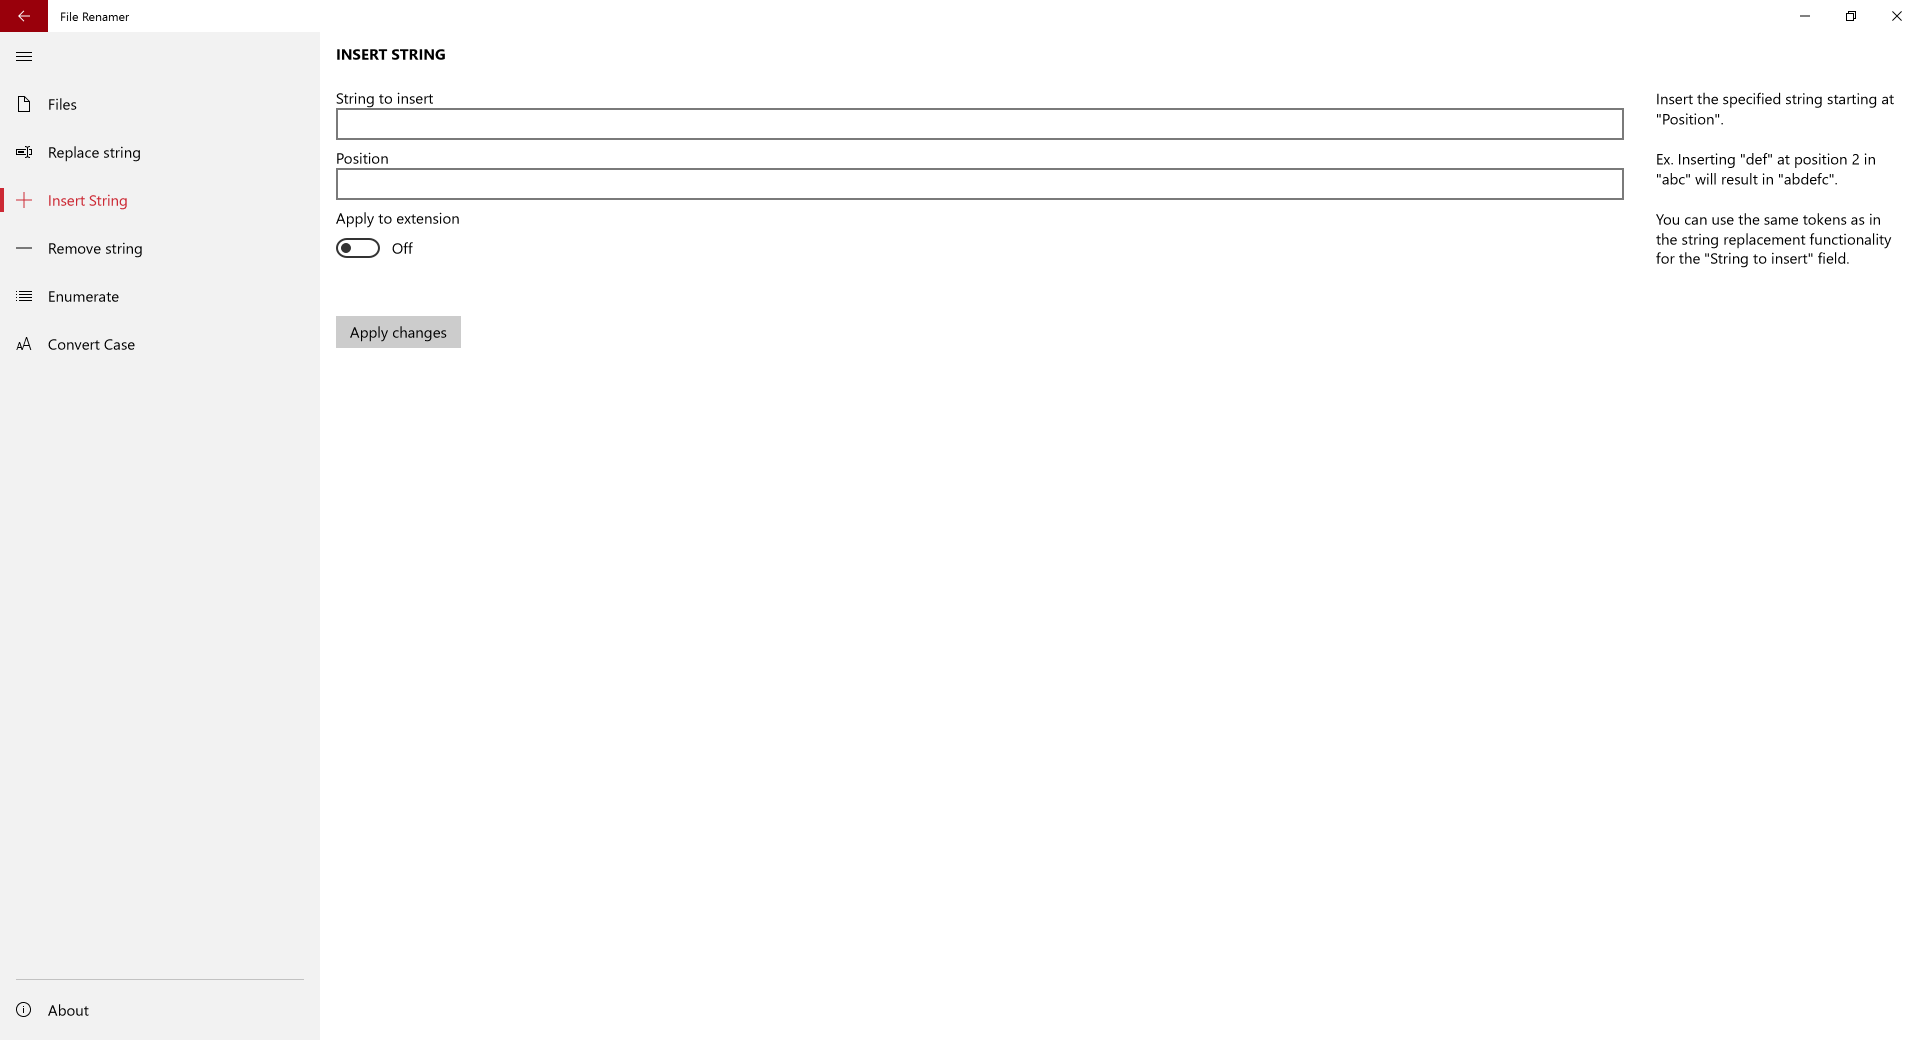 File Renamer
Files
Replace string
Insert String
Remove string
Enumerate
Convert Case
About
INSERT STRING
String to insert
Position
Apply to extension
Off
Apply changes
Insert the specified string starting at
"Position".
Ex. Inserting "def" at position 2 in
"abc" will result in "abdefc".
You can use the same tokens as in
the string replacement functionality
for the "String to insert" field.